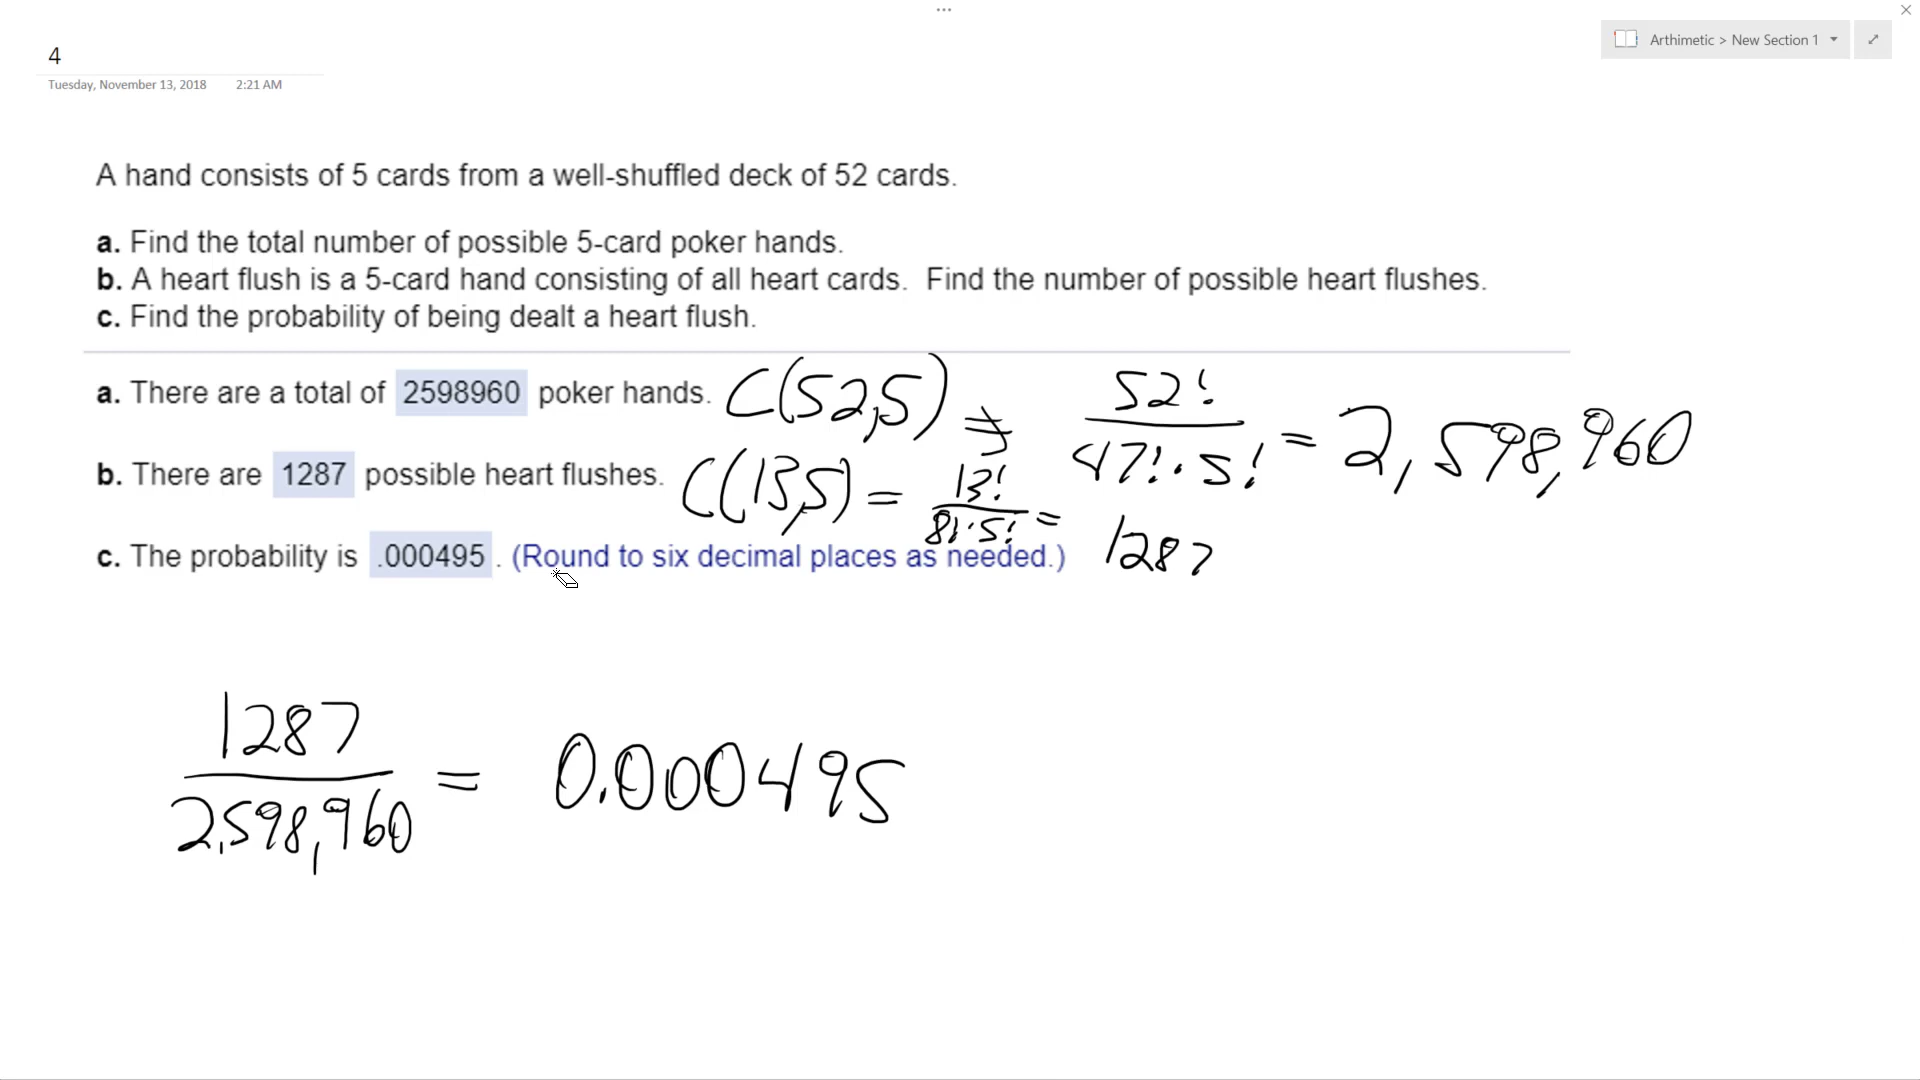 ...
Arthimetic > New Section 1
4
Tuesday, November 13, 2018 2:21 AM
A hand consists of 5 cards from a well-shuffled deck of 52 cards.
a. Find the total number of possible 5-card poker hands.
b. A heart flush is a 5-card hand consisting of all heart cards. Find the number of possible heart flushes.
c. Find the probability of being dealt a heart flush.
a. There are a total of 2598960 poker hands. C(52,5) = 52! / 47!·5! = 2,598,960
b. There are 1287 possible heart flushes. C(13,5) = 13! / 8!·5! = 1287
c. The probability is .000495 . (Round to six decimal places as needed.)
1287 / 2,598,960 = 0.000495